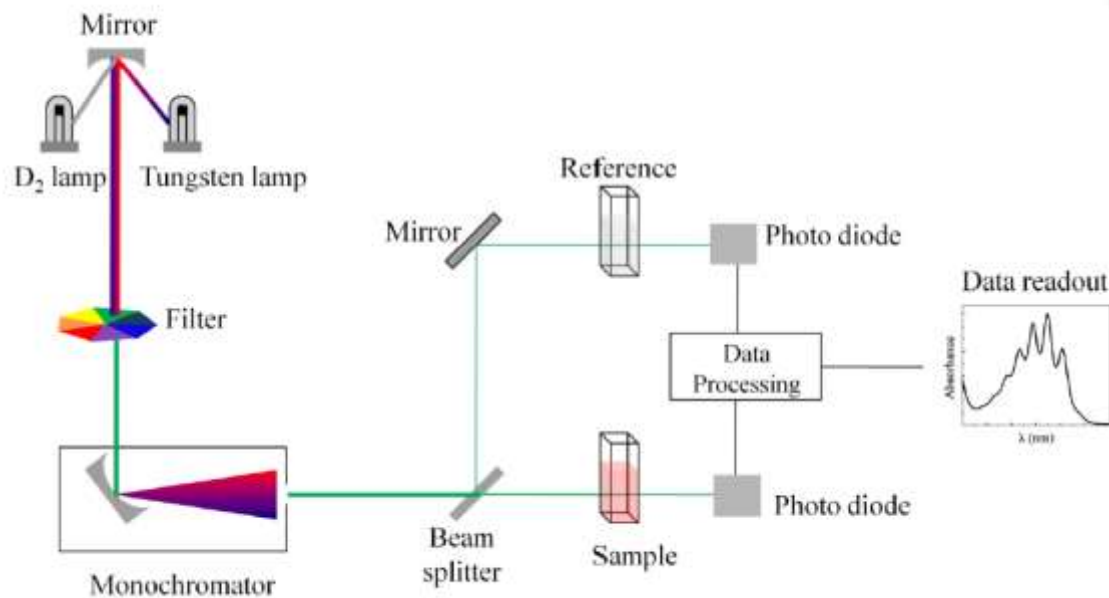 Mirror
D₂ lamp
Tungsten lamp
Filter
Monochromator
Mirror
Beam
splitter
Reference
Sample
Photo diode
Data
Processing
Photo diode
Data readout
Absorbance
λ (nm)